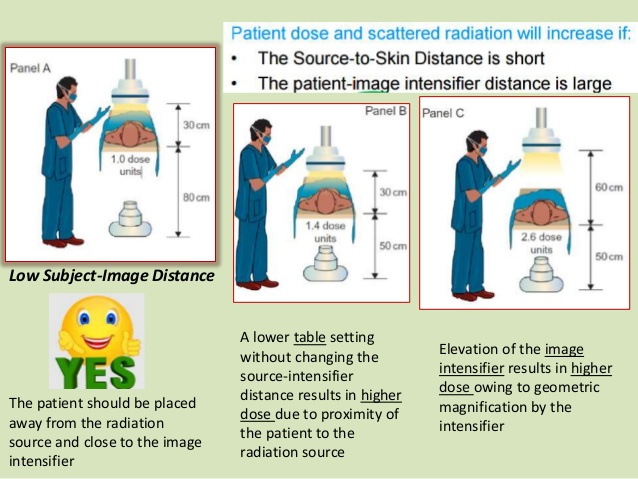 Patient dose and scattered radiation will increase if:
• The Source-to-Skin Distance is short
• The patient-image intensifier distance is large
Panel A
30 cm
1.0 dose
units
80 cm
Low Subject-Image Distance
YES
The patient should be placed
away from the radiation
source and close to the image
intensifier
Panel B
30 cm
1.4 dose
units
50 cm
A lower table setting
without changing the
source-intensifier
distance results in higher
dose due to proximity of
the patient to the
radiation source
Panel C
60 cm
2.6 dose
units
50 cm
Elevation of the image
intensifier results in higher
dose owing to geometric
magnification by the
intensifier